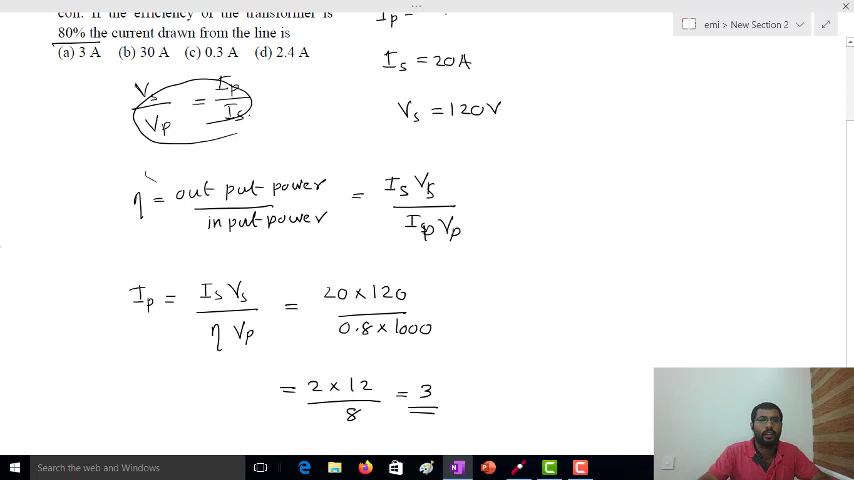 coil. If the efficiency of the transformer is
80% the current drawn from the line is
(a) 3 A (b) 30 A (c) 0.3 A (d) 2.4 A
Ip =
Is = 20A
Vs = 120V
Vs/Vp = Ip/Is
η = out put power / input power = Is Vs / Ip Vp
Ip = Is Vs / η Vp = 20 × 120 / 0.8 × 1000
= 2 × 12 / 8 = 3
emi > New Section 2
Search the web and Windows